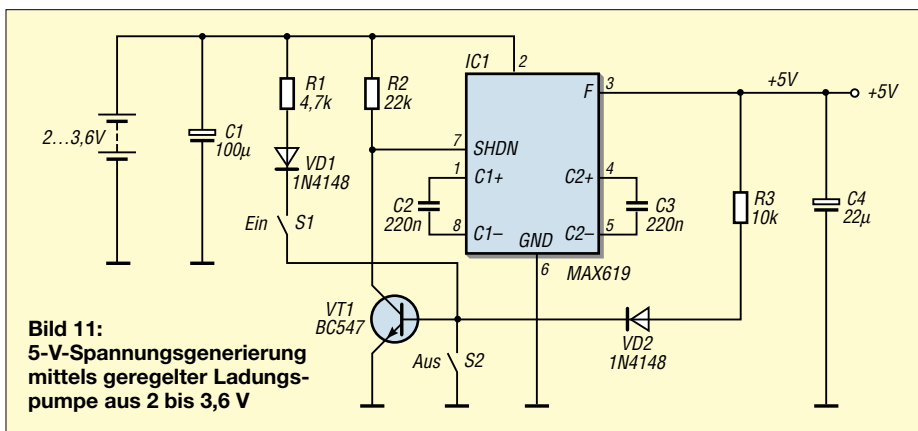 IC1
2
R1
4,7k
R2
22k
F
3
+5V
+5V
2...3,6V
C1
100µ
7
SHDN
VD1
1N4148
1
C1+
C2+
4
C2
220n
C3
220n
R3
10k
C4
22µ
Ein
S1
8
C1–
C2–
5
GND
6
MAX619
VT1
BC547
Aus
S2
VD2
1N4148
Bild 11:
5-V-Spannungsgenerierung
mittels geregelter Ladungs-
pumpe aus 2 bis 3,6 V